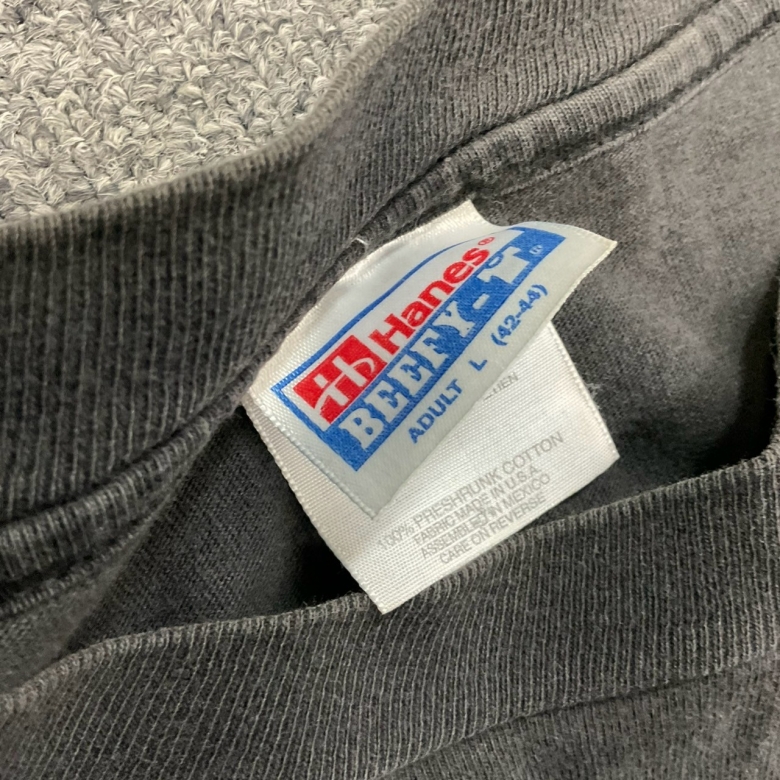 Hanes®
BEEFY-T®
ADULT L (42-44)
100% PRESHRUNK COTTON
FABRIC MADE IN U.S.A.
ASSEMBLED IN MEXICO
CARE ON REVERSE